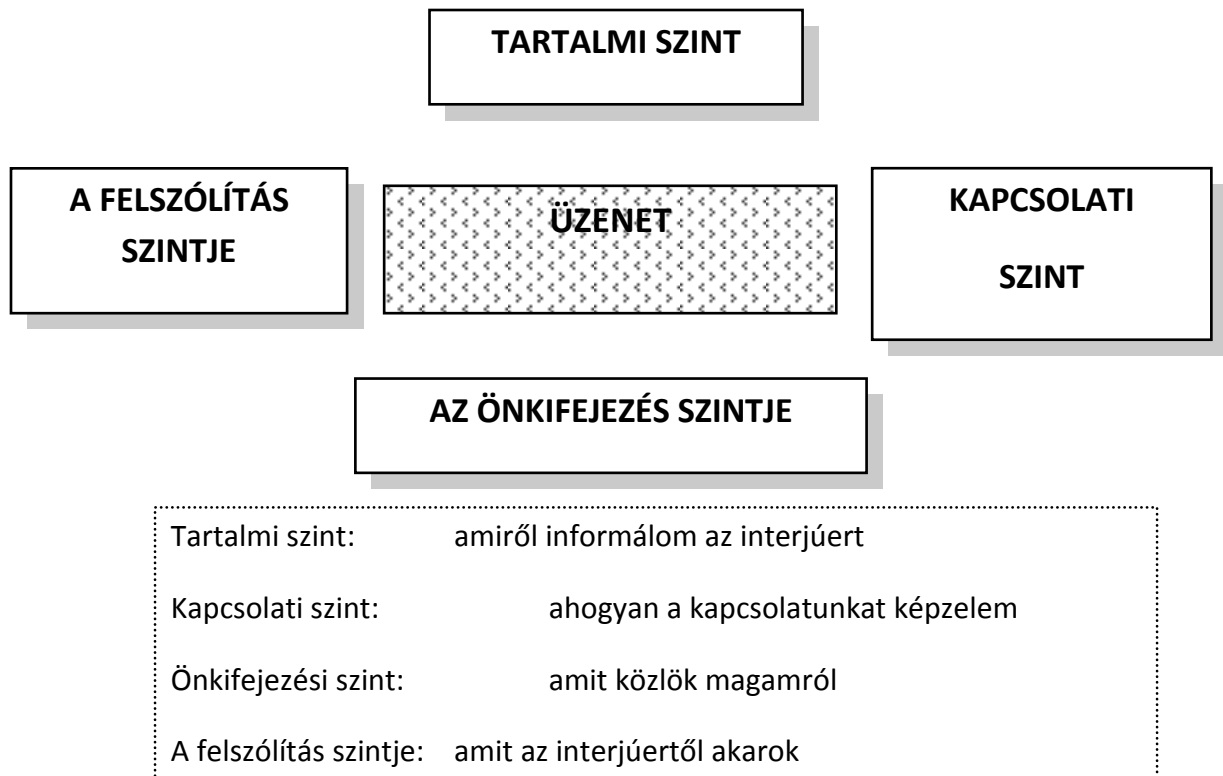 TARTALMI SZINT
A FELSZÓLÍTÁS
SZINTJE
ÜZENET
KAPCSOLATI
SZINT
AZ ÖNKIFEJEZÉS SZINTJE
Tartalmi szint: amiről informálom az interjúert
Kapcsolati szint: ahogyan a kapcsolatunkat képzelem
Önkifejezési szint: amit közlök magamról
A felszólítás szintje: amit az interjúertől akarok